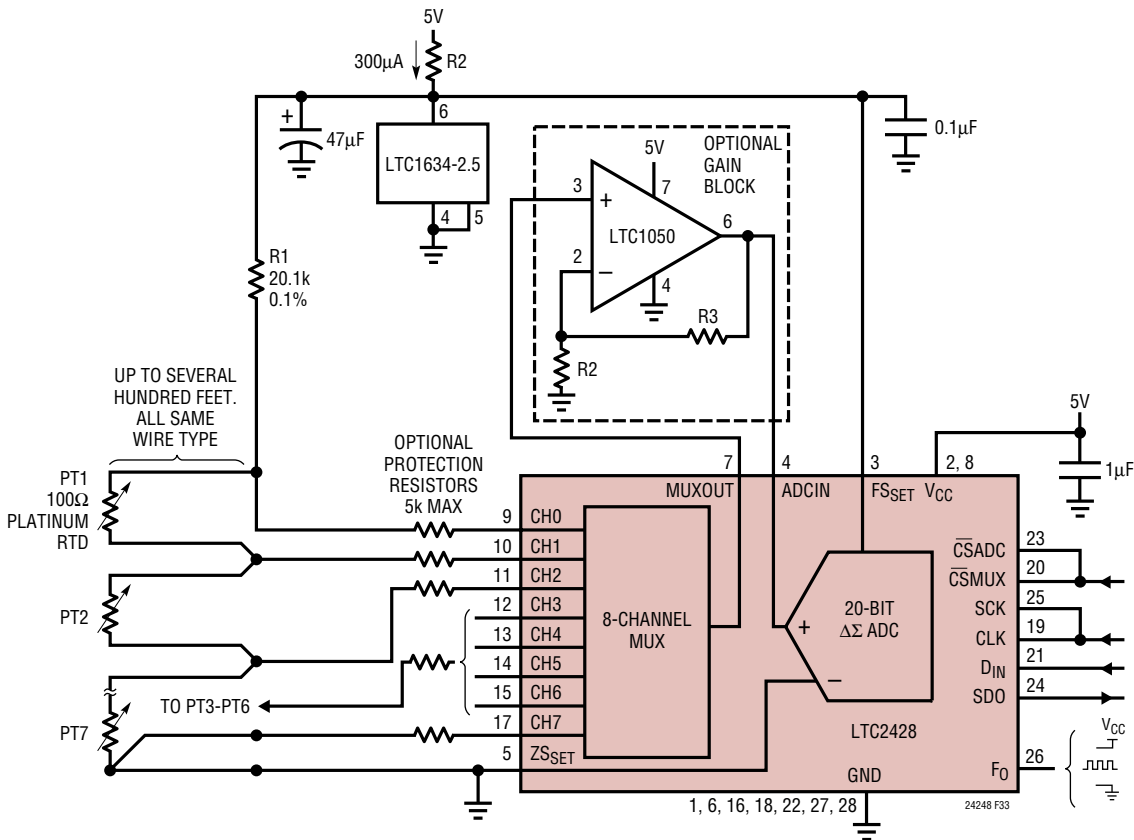 5V
300µA
R2
6
47µF
+
LTC1634-2.5
4
5
0.1µF
OPTIONAL
GAIN
BLOCK
5V
3
7
+
6
LTC1050
2
–
4
R1
20.1k
0.1%
R3
R2
UP TO SEVERAL
HUNDRED FEET.
ALL SAME
WIRE TYPE
OPTIONAL
PROTECTION
RESISTORS
5k MAX
5V
1µF
7
4
3
2, 8
MUXOUT
ADCIN
FSSET
VCC
PT1
100Ω
PLATINUM
RTD
PT2
TO PT3-PT6
PT7
9 CH0
10 CH1
11 CH2
12 CH3
13 CH4
14 CH5
15 CH6
17 CH7
5 ZSSET
8-CHANNEL
MUX
+
20-BIT
ΔΣ ADC
–
LTC2428
CSADC 23
CSMUX 20
SCK 25
CLK 19
DIN 21
SDO 24
FO 26
VCC
GND
1, 6, 16, 18, 22, 27, 28
24248 F33